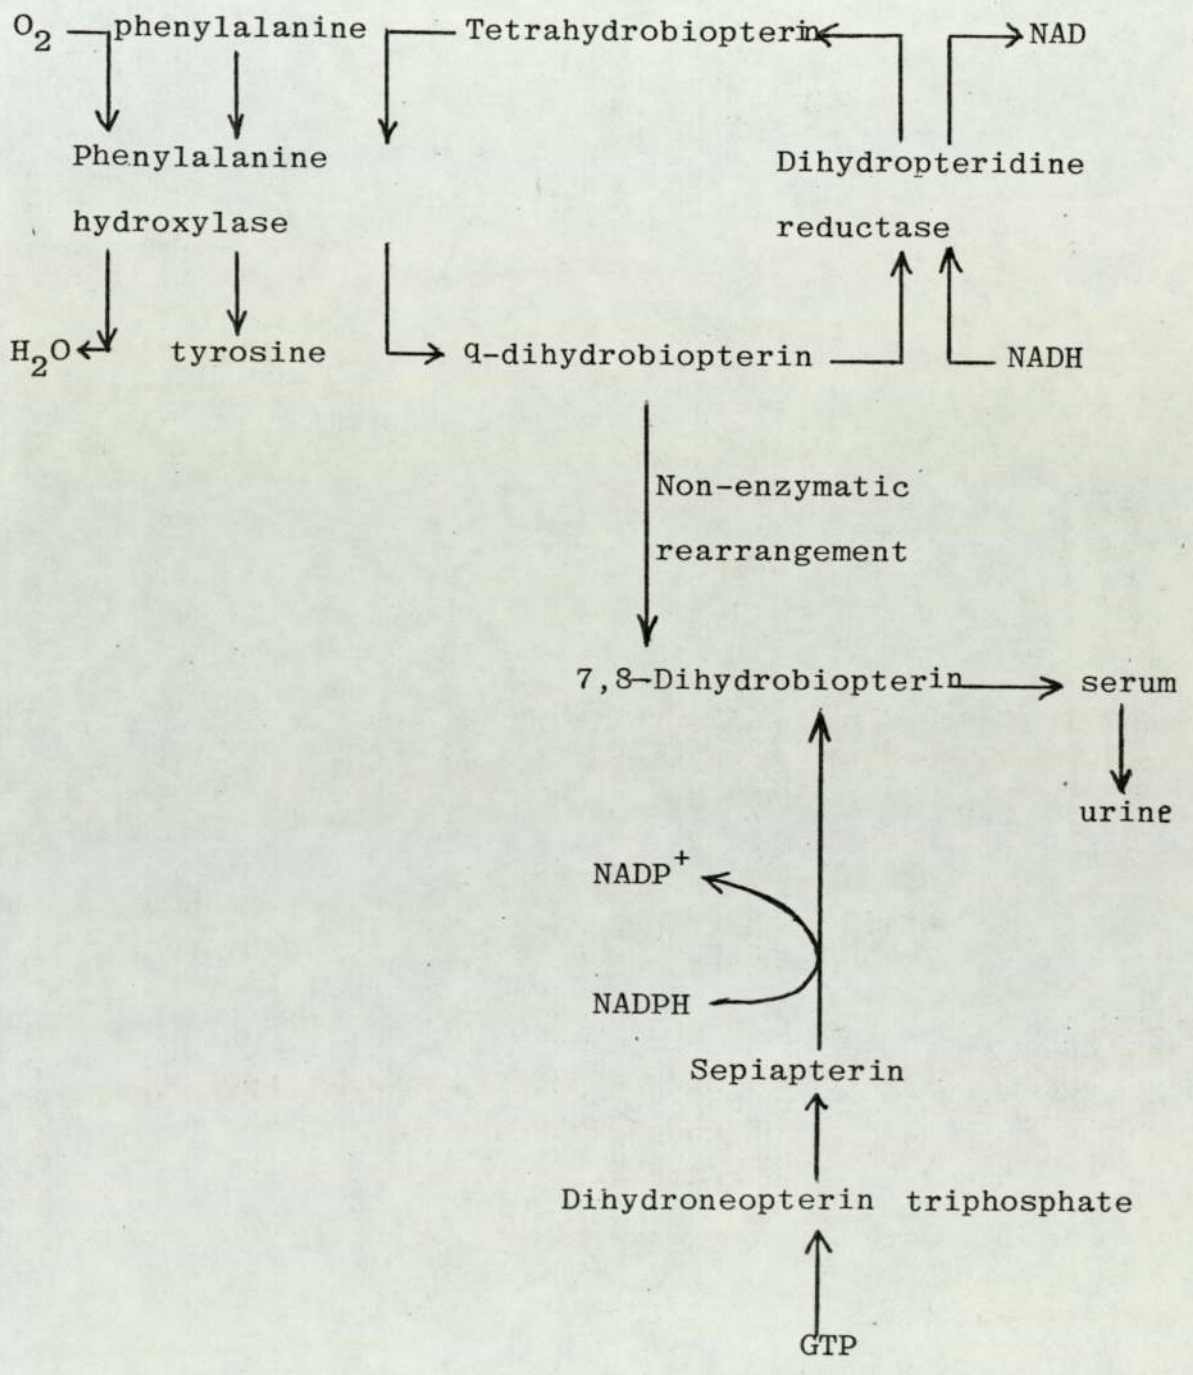 O2 phenylalanine Tetrahydrobiopterin NAD
Phenylalanine Dihydropteridine
hydroxylase reductase
H2O tyrosine q-dihydrobiopterin NADH
Non-enzymatic
rearrangement
7,8-Dihydrobiopterin serum
urine
NADP+
NADPH
Sepiapterin
Dihydroneopterin triphosphate
GTP